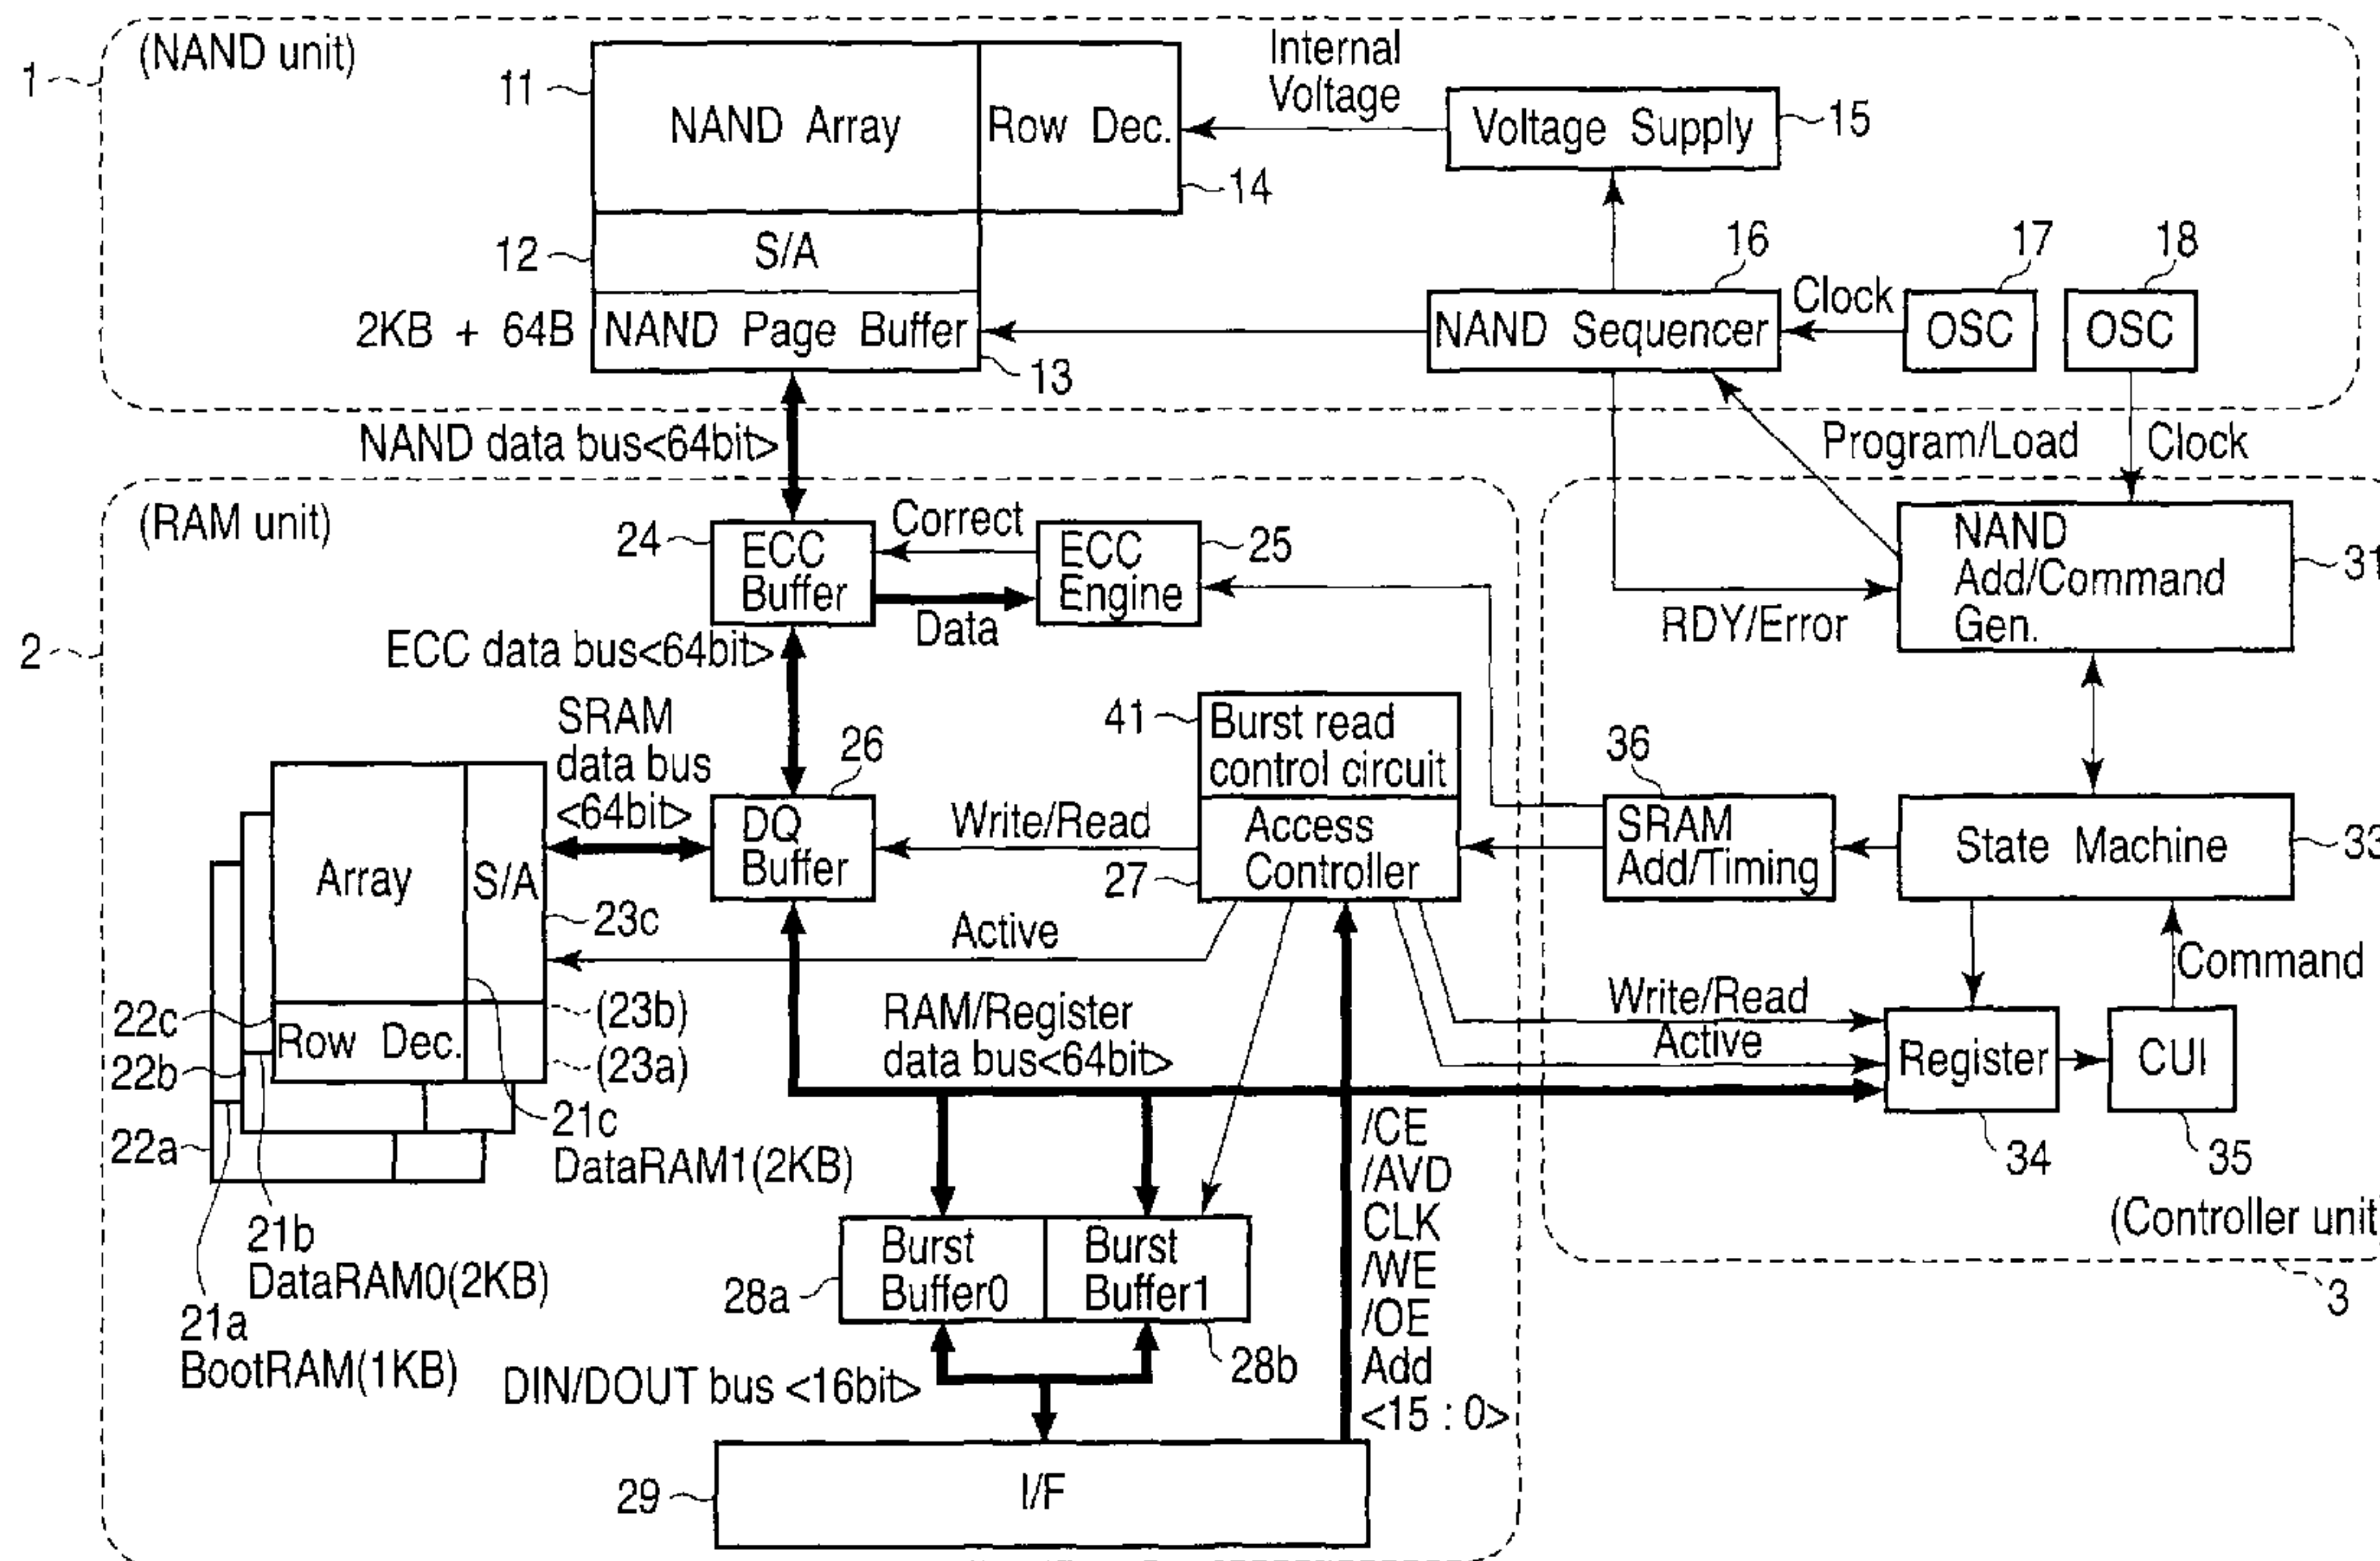 1
(NAND unit)
11
NAND Array
Row Dec.
14
Internal
Voltage
Voltage Supply
15
12
S/A
2KB + 64B
NAND Page Buffer
13
16
NAND Sequencer
Clock
17
OSC
18
OSC
NAND data bus<64bit>
Program/Load
Clock
2
(RAM unit)
24
ECC
Buffer
Correct
Data
ECC
Engine
25
RDY/Error
NAND
Add/Command
Gen.
31
ECC data bus<64bit>
SRAM
data bus
<64bit>
26
DQ
Buffer
Write/Read
41
Burst read
control circuit
Access
Controller
27
36
SRAM
Add/Timing
State Machine
33
Array
S/A
23c
Active
Command
22c
Row Dec.
(23b)
(23a)
22b
22a
21c
DataRAM1(2KB)
21b
DataRAM0(2KB)
21a
BootRAM(1KB)
RAM/Register
data bus<64bit>
Write/Read
Active
Register
34
CUI
35
(Controller unit
3
/CE
/AVD
CLK
/WE
/OE
Add
<15 : 0>
28a
Burst
Buffer0
Burst
Buffer1
28b
DIN/DOUT bus <16bit>
29
I/F